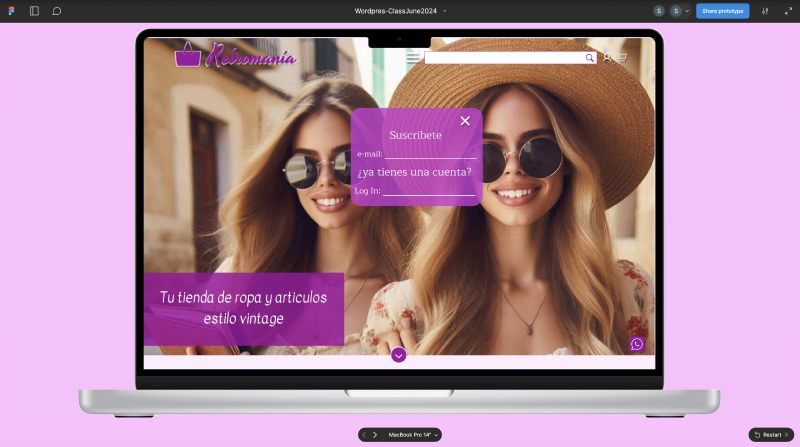 Wordpres-ClassJune2024
S
S
Share prototype
Retromanía
Suscribete
e-mail:
¿ya tienes una cuenta?
Log In:
Tu tienda de ropa y articulos
estilo vintage
MacBook Pro 14"
Restart R